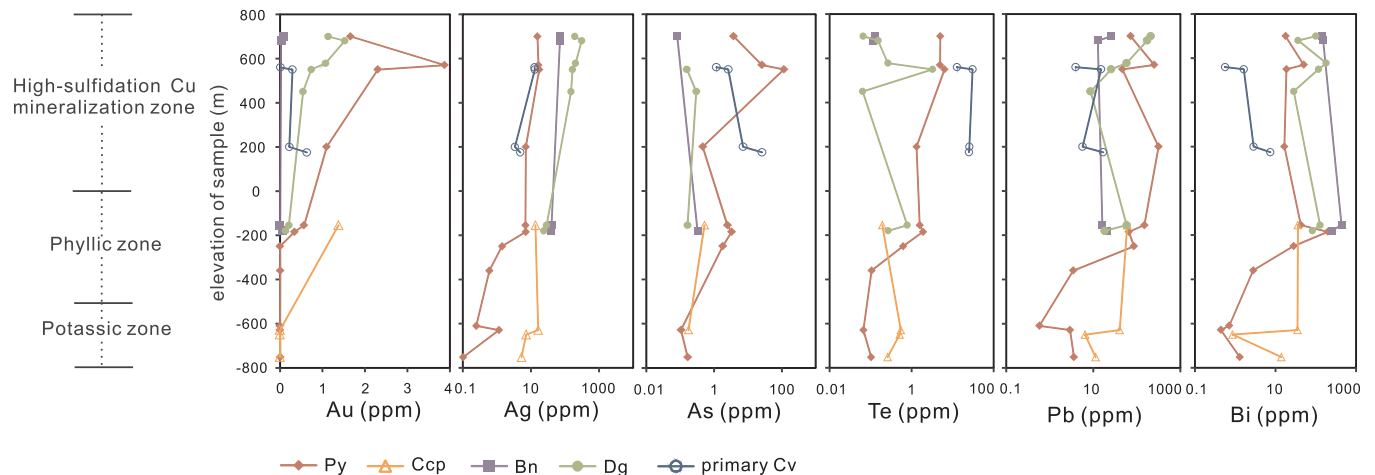 High-sulfidation Cu
mineralization zone
Phyllic zone
Potassic zone
elevation of sample (m)
800
600
400
200
0
-200
-400
-600
-800
0 1 2 3 4
0.1 10 1000
0.01 1 100
0.01 1 100
0.1 10 1000
0.1 10 1000
Au (ppm) Ag (ppm) As (ppm) Te (ppm) Pb (ppm) Bi (ppm)
Py Ccp Bn Dg primary Cv